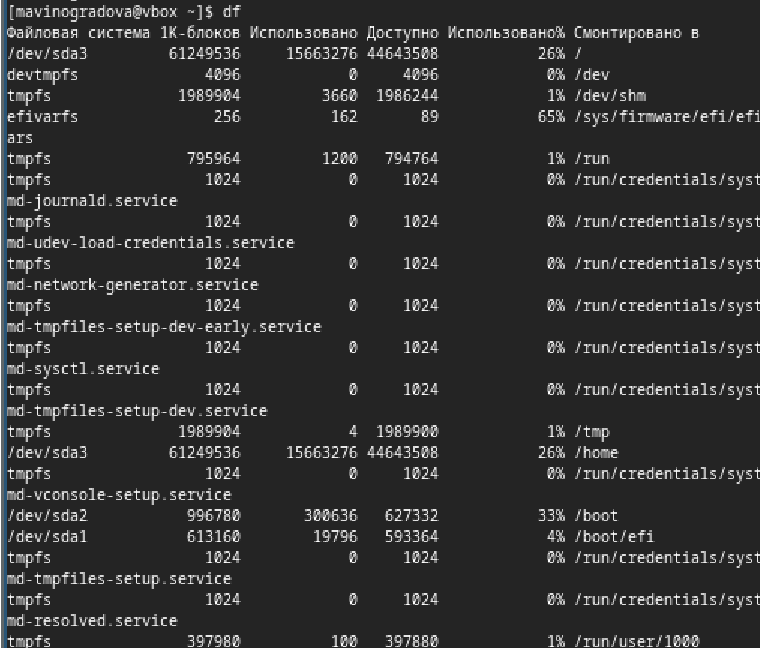 [mavinogradova@vbox ~]$ df
Файловая система 1K-блоков Использовано Доступно Использовано% Смонтировано в
/dev/sda3 61249536 15663276 44643508 26% /
devtmpfs 4096 0 4096 0% /dev
tmpfs 1989904 3660 1986244 1% /dev/shm
efivarfs 256 162 89 65% /sys/firmware/efi/efi
ars
tmpfs 795964 1200 794764 1% /run
tmpfs 1024 0 1024 0% /run/credentials/syst
md-journald.service
tmpfs 1024 0 1024 0% /run/credentials/syst
md-udev-load-credentials.service
tmpfs 1024 0 1024 0% /run/credentials/syst
md-network-generator.service
tmpfs 1024 0 1024 0% /run/credentials/syst
md-tmpfiles-setup-dev-early.service
tmpfs 1024 0 1024 0% /run/credentials/syst
md-sysctl.service
tmpfs 1024 0 1024 0% /run/credentials/syst
md-tmpfiles-setup-dev.service
tmpfs 1989904 4 1989900 1% /tmp
/dev/sda3 61249536 15663276 44643508 26% /home
tmpfs 1024 0 1024 0% /run/credentials/syst
md-vconsole-setup.service
/dev/sda2 996780 300636 627332 33% /boot
/dev/sda1 613160 19796 593364 4% /boot/efi
tmpfs 1024 0 1024 0% /run/credentials/syst
md-tmpfiles-setup.service
tmpfs 1024 0 1024 0% /run/credentials/syst
md-resolved.service
tmpfs 397980 100 397880 1% /run/user/1000